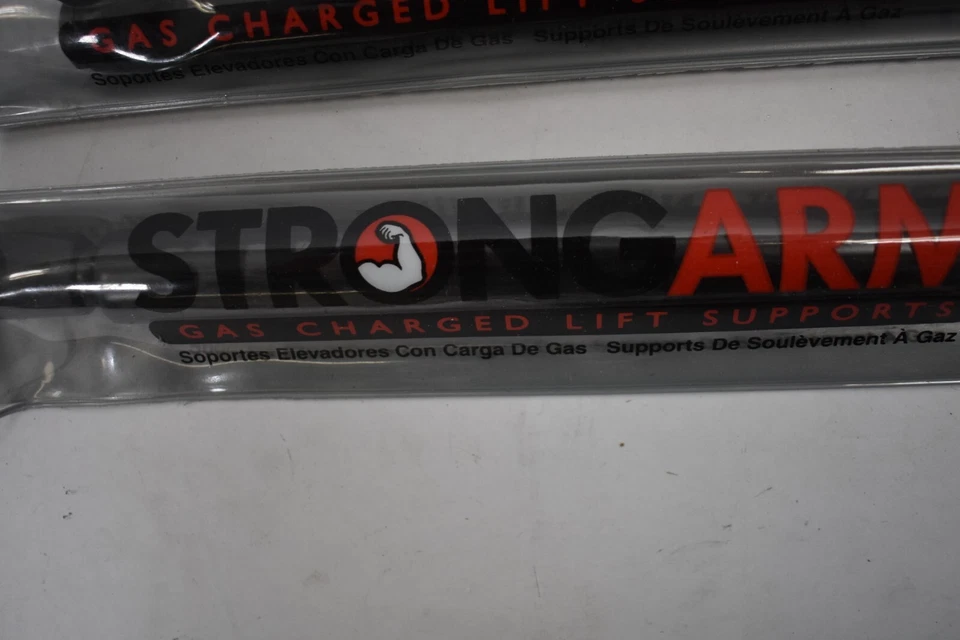 GAS CHARGED LIFT
Soportes Elevadores Con Carga De Gas Supports De Soulèvement À Gaz
STRONGARM
GAS CHARGED LIFT SUPPORTS
Soportes Elevadores Con Carga De Gas Supports De Soulèvement À Gaz